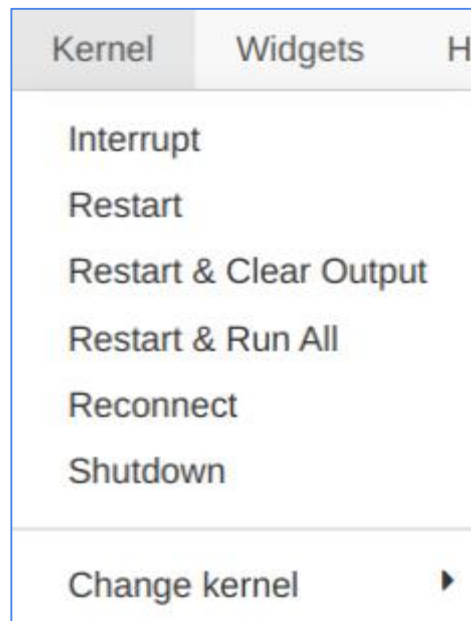 Kernel Widgets H
Interrupt
Restart
Restart & Clear Output
Restart & Run All
Reconnect
Shutdown
Change kernel